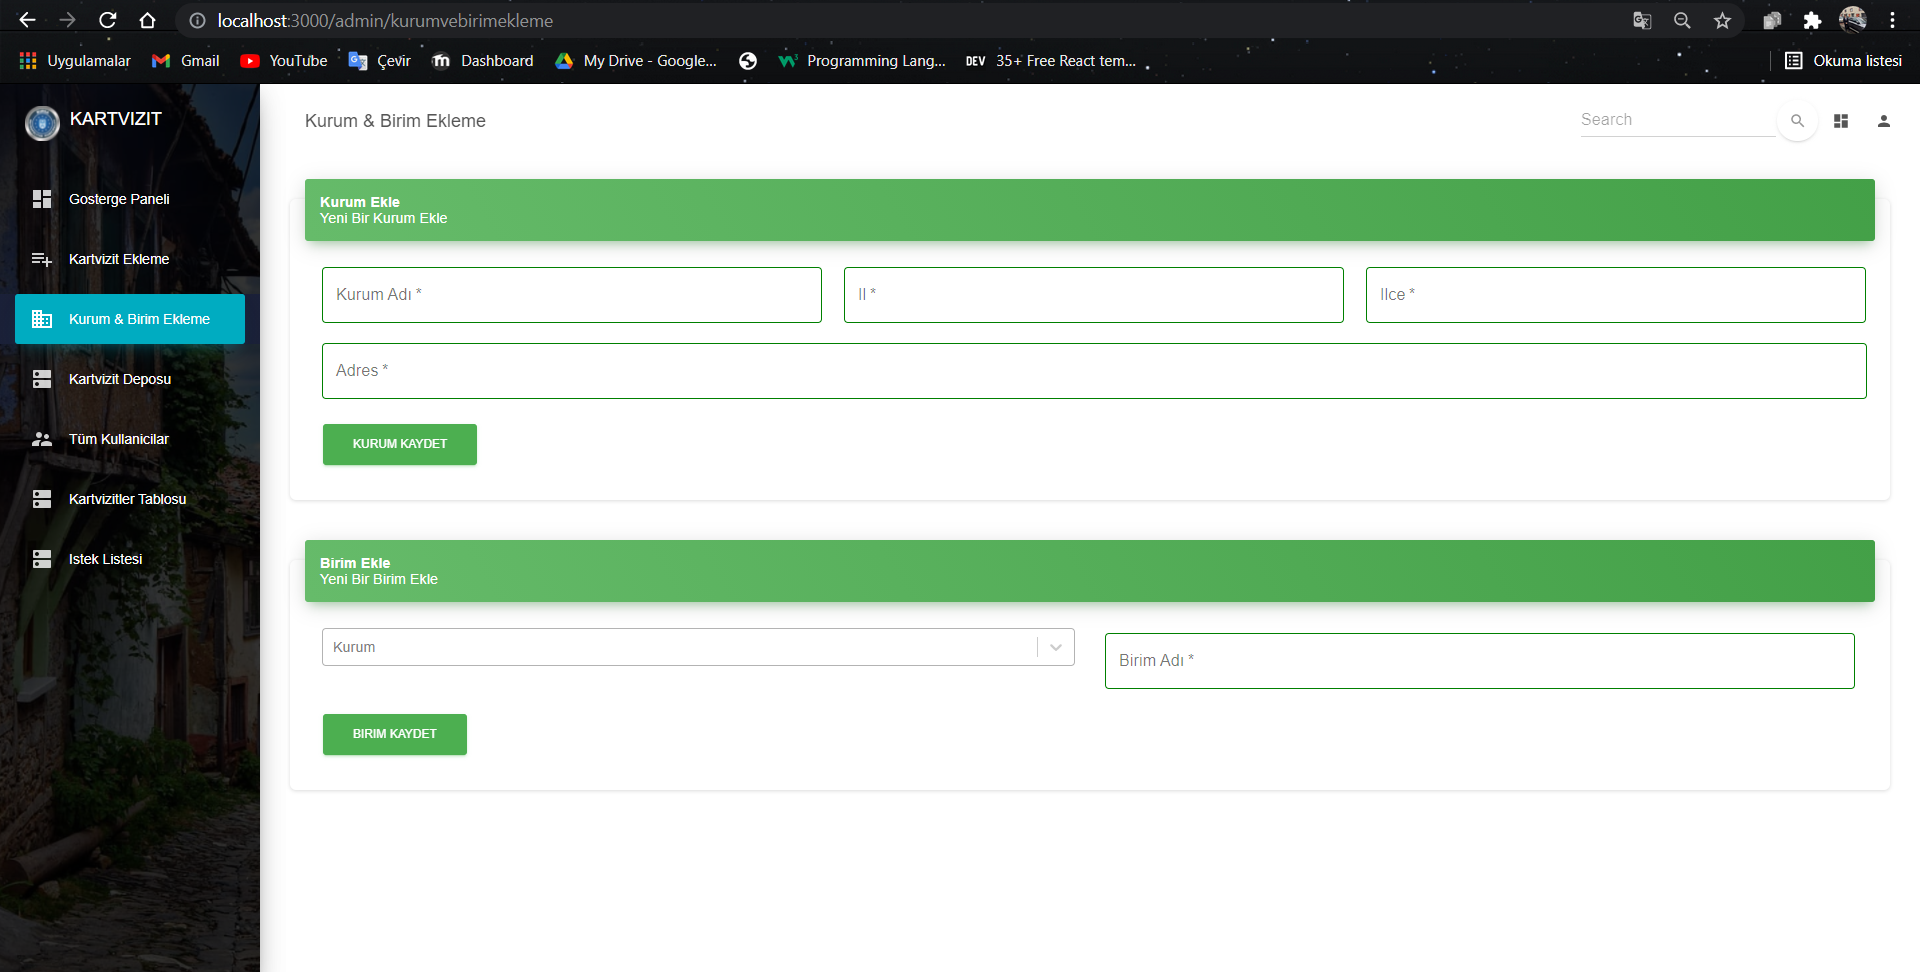 localhost:3000/admin/kurumvebirimekleme
Uygulamalar Gmail YouTube Çevir Dashboard My Drive - Google... Programming Lang... DEV 35+ Free React tem... Okuma listesi
KARTVIZIT
Gosterge Paneli
Kartvizit Ekleme
Kurum & Birim Ekleme
Kartvizit Deposu
Tüm Kullanicilar
Kartvizitler Tablosu
Istek Listesi
Kurum & Birim Ekleme
Search
Kurum Ekle
Yeni Bir Kurum Ekle
Kurum Adı * Il * Ilce *
Adres *
KURUM KAYDET
Birim Ekle
Yeni Bir Birim Ekle
Kurum Birim Adı *
BIRIM KAYDET